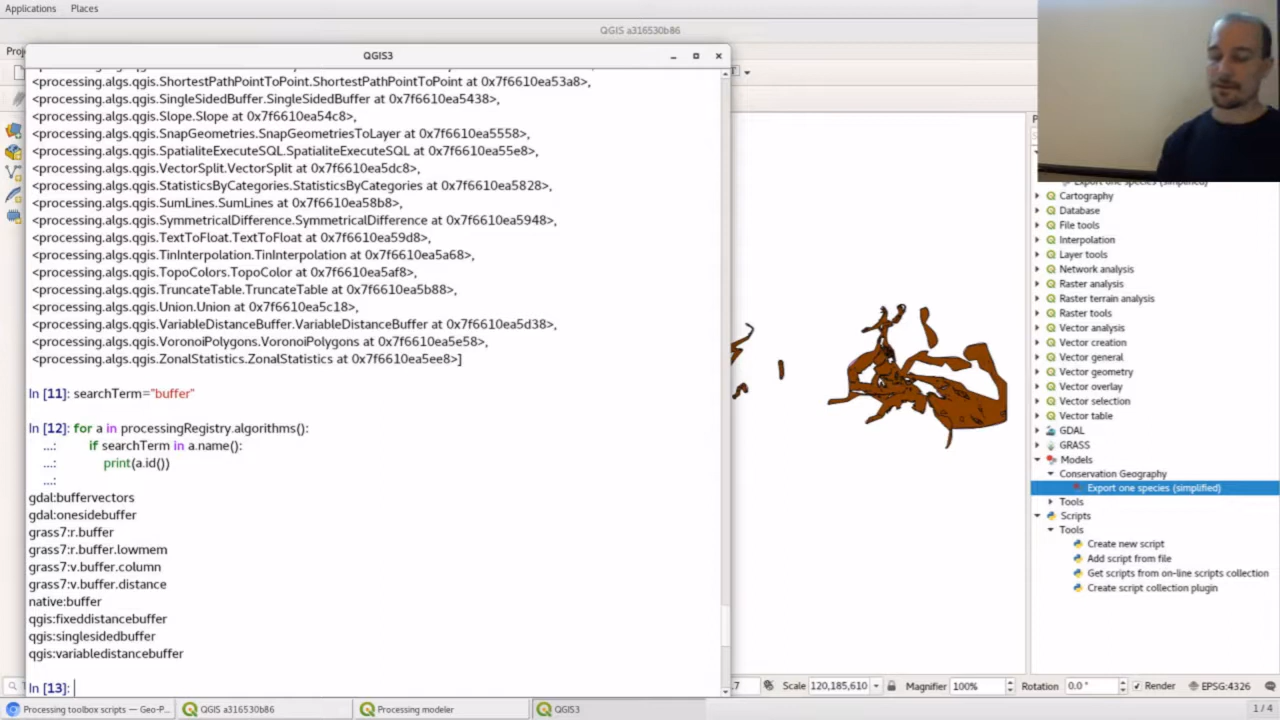 Applications Places
QGIS a316530b86
Proj
QGIS3
<processing.algs.qgis.ShortestPathPointToPoint.ShortestPathPointToPoint at 0x7f6610ea53a8>,
<processing.algs.qgis.SingleSidedBuffer.SingleSidedBuffer at 0x7f6610ea5438>,
<processing.algs.qgis.Slope.Slope at 0x7f6610ea54c8>,
<processing.algs.qgis.SnapGeometries.SnapGeometriesToLayer at 0x7f6610ea5558>,
<processing.algs.qgis.SpatialiteExecuteSQL.SpatialiteExecuteSQL at 0x7f6610ea55e8>,
<processing.algs.qgis.VectorSplit.VectorSplit at 0x7f6610ea5dc8>,
<processing.algs.qgis.StatisticsByCategories.StatisticsByCategories at 0x7f6610ea5828>,
<processing.algs.qgis.SumLines.SumLines at 0x7f6610ea58b8>,
<processing.algs.qgis.SymmetricalDifference.SymmetricalDifference at 0x7f6610ea5948>,
<processing.algs.qgis.TextToFloat.TextToFloat at 0x7f6610ea59d8>,
<processing.algs.qgis.TinInterpolation.TinInterpolation at 0x7f6610ea5a68>,
<processing.algs.qgis.TopoColors.TopoColor at 0x7f6610ea5af8>,
<processing.algs.qgis.TruncateTable.TruncateTable at 0x7f6610ea5b88>,
<processing.algs.qgis.Union.Union at 0x7f6610ea5c18>,
<processing.algs.qgis.VariableDistanceBuffer.VariableDistanceBuffer at 0x7f6610ea5d38>,
<processing.algs.qgis.VoronoiPolygons.VoronoiPolygons at 0x7f6610ea5e58>,
<processing.algs.qgis.ZonalStatistics.ZonalStatistics at 0x7f6610ea5ee8>]
In [11]: searchTerm="buffer"
In [12]: for a in processingRegistry.algorithms():
...: if searchTerm in a.name():
...: print(a.id())
...:
gdal:buffervectors
gdal:onesidebuffer
grass7:r.buffer
grass7:r.buffer.lowmem
grass7:v.buffer.column
grass7:v.buffer.distance
native:buffer
qgis:fixeddistancebuffer
qgis:singlesidedbuffer
qgis:variabledistancebuffer
In [13]:
Export one species (simplified)
Cartography
Database
File tools
Interpolation
Layer tools
Network analysis
Raster analysis
Raster terrain analysis
Raster tools
Vector analysis
Vector creation
Vector general
Vector geometry
Vector overlay
Vector selection
Vector table
GDAL
GRASS
Models
Conservation Geography
Export one species (simplified)
Tools
Scripts
Tools
Create new script
Add script from file
Get scripts from on-line scripts collection
Create script collection plugin
.7 Scale 120,185,610 Magnifier 100% Rotation 0.0 ° Render EPSG:4326
Processing toolbox scripts — Geo-P... QGIS a316530b86 Processing modeler QGIS3 1 / 4